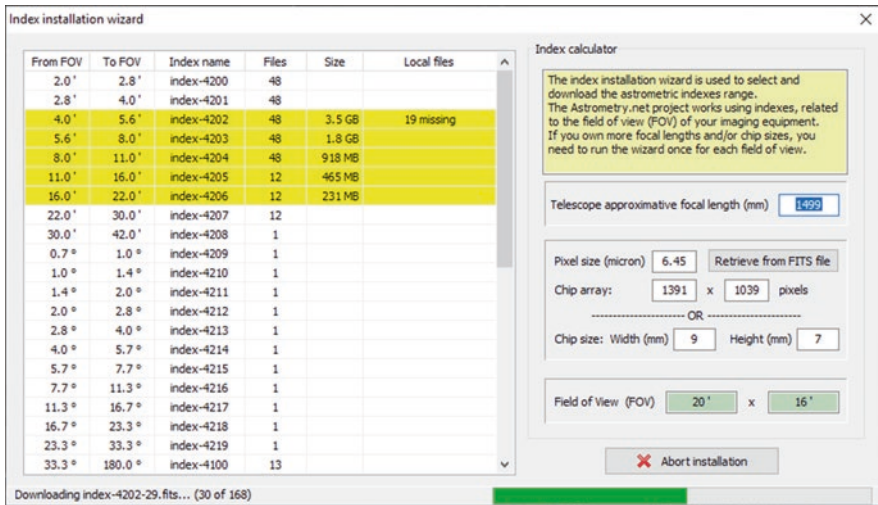 Index installation wizard
From FOV To FOV Index name Files Size Local files
2.0 ' 2.8 ' index-4200 48
2.8 ' 4.0 ' index-4201 48
4.0 ' 5.6 ' index-4202 48 3.5 GB 19 missing
5.6 ' 8.0 ' index-4203 48 1.8 GB
8.0 ' 11.0 ' index-4204 48 918 MB
11.0 ' 16.0 ' index-4205 12 465 MB
16.0 ' 22.0 ' index-4206 12 231 MB
22.0 ' 30.0 ' index-4207 12
30.0 ' 42.0 ' index-4208 1
0.7 º 1.0 º index-4209 1
1.0 º 1.4 º index-4210 1
1.4 º 2.0 º index-4211 1
2.0 º 2.8 º index-4212 1
2.8 º 4.0 º index-4213 1
4.0 º 5.7 º index-4214 1
5.7 º 7.7 º index-4215 1
7.7 º 11.3 º index-4216 1
11.3 º 16.7 º index-4217 1
16.7 º 23.3 º index-4218 1
23.3 º 33.3 º index-4219 1
33.3 º 180.0 º index-4100 13
Index calculator
The index installation wizard is used to select and
download the astrometric indexes range.
The Astrometry.net project works using indexes, related
to the field of view (FOV) of your imaging equipment.
If you own more focal lengths and/or chip sizes, you
need to run the wizard once for each field of view.
Telescope approximative focal length (mm) 1499
Pixel size (micron) 6.45 Retrieve from FITS file
Chip array: 1391 x 1039 pixels
---------------------- OR ----------------------
Chip size: Width (mm) 9 Height (mm) 7
Field of View (FOV) 20 ' x 16 '
Abort installation
Downloading index-4202-29.fits... (30 of 168)